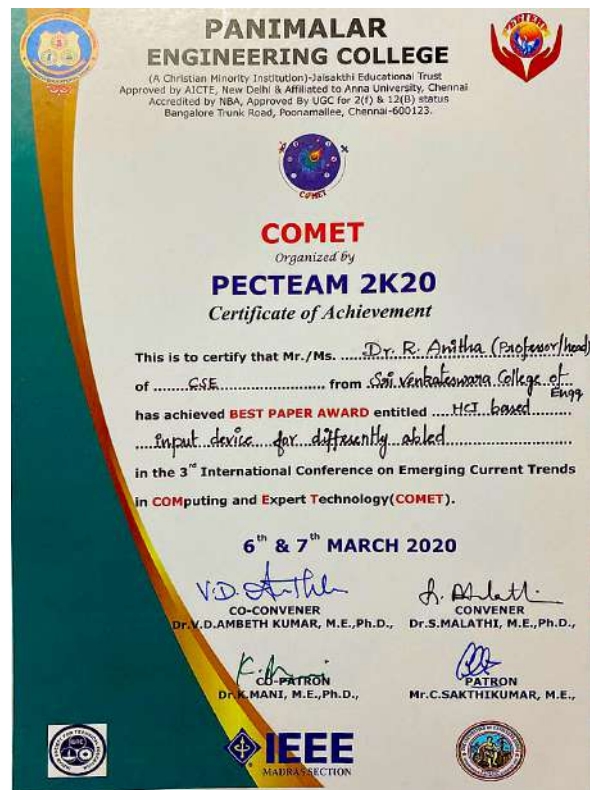 PANIMALAR
ENGINEERING COLLEGE
(A Christian Minority Institution)-Jaisakthi Educational Trust
Approved by AICTE, New Delhi & Affiliated to Anna University, Chennai
Accredited by NBA, Approved By UGC for 2(f) & 12(B) status
Bangalore Trunk Road, Poonamallee, Chennai-600123.
PECTEAM
COMET
COMET
Organized by
PECTEAM 2K20
Certificate of Achievement
This is to certify that Mr./Ms. .....Dr. R. Anitha (Professor/head)
of ..... CSE ..... from .Sri Venkateswara College of
Engg
has achieved BEST PAPER AWARD entitled .... HCI based .....
..... input device for differently abled .....
in the 3rd International Conference on Emerging Current Trends
in COMputing and Expert Technology(COMET).
6th & 7th MARCH 2020
CO-CONVENER CONVENER
Dr.V.D.AMBETH KUMAR, M.E.,Ph.D., Dr.S.MALATHI, M.E.,Ph.D.,
CO-PATRON PATRON
Dr.K.MANI, M.E.,Ph.D., Mr.C.SAKTHIKUMAR, M.E.,
IEEE
MADRAS SECTION